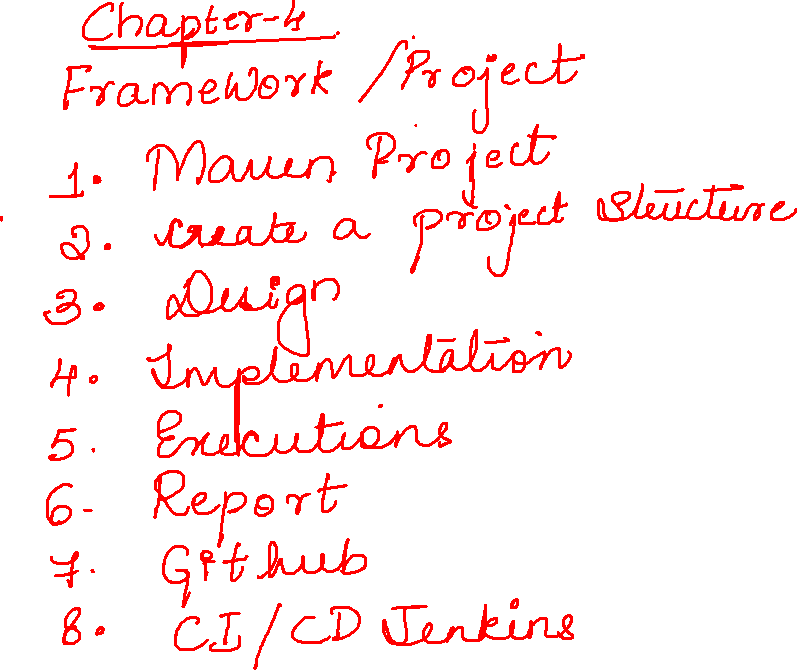 Chapter-4
Framework / Project
1. Maven Project
2. create a project structure
3. Design
4. Implementation
5. Executions
6- Report
7. Github
8. CI/CD Jenkins